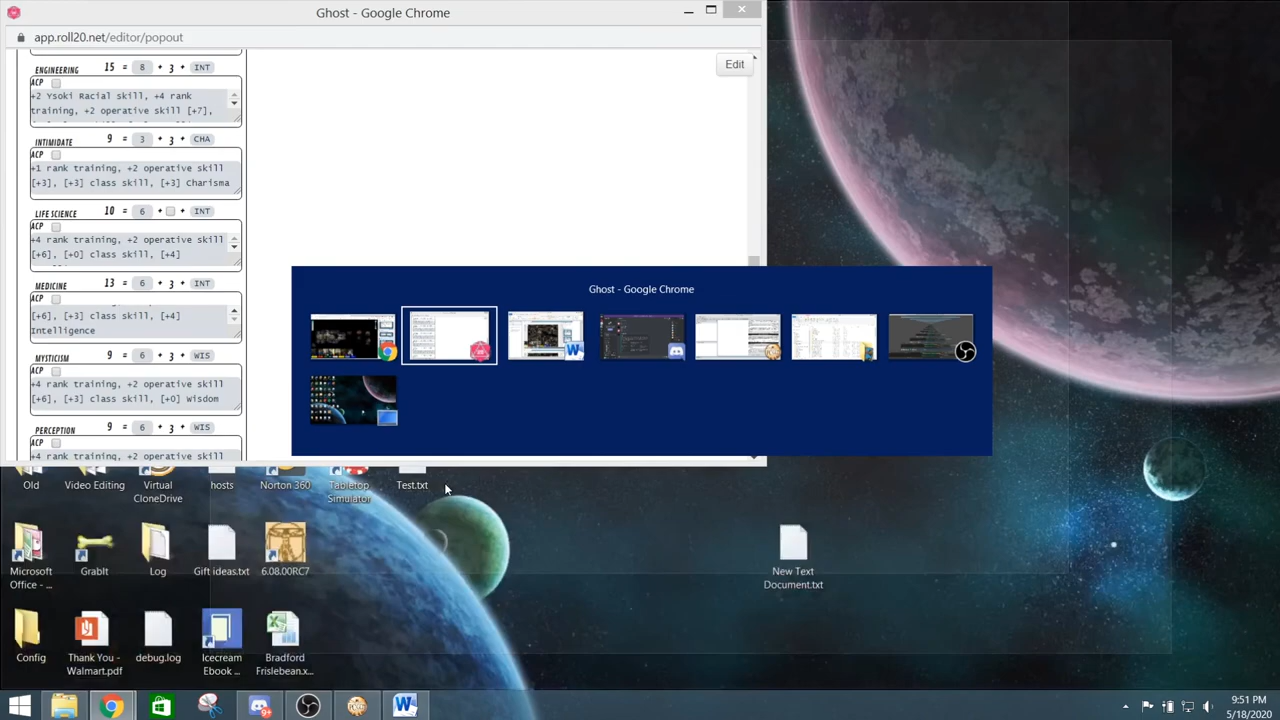 Ghost - Google Chrome
app.roll20.net/editor/popout
Edit
ENGINEERING 15 = 8 + 3 + INT
ACP
+2 Ysoki Racial skill, +4 rank
training, +2 operative skill [+7],
INTIMIDATE 9 = 3 + 3 + CHA
ACP
+1 rank training, +2 operative skill
[+3], [+3] class skill, [+3] Charisma
LIFE SCIENCE 10 = 6 + + INT
ACP
+4 rank training, +2 operative skill
[+6], [+0] class skill, [+4]
MEDICINE 13 = 6 + 3 + INT
ACP
[+6], [+3] class skill, [+4]
Intelligence
MYSTICISM 9 = 6 + 3 + WIS
ACP
+4 rank training, +2 operative skill
[+6], [+3] class skill, [+0] Wisdom
PERCEPTION 9 = 6 + 3 + WIS
ACP
+4 rank training, +2 operative skill
Ghost - Google Chrome
Old
Video Editing
Virtual
CloneDrive
hosts
Norton 360
Tabletop
Simulator
Test.txt
Microsoft
Office - ...
GrabIt
Log
Gift ideas.txt
6.08.00RC7
New Text
Document.txt
Config
Thank You -
Walmart.pdf
debug.log
Icecream
Ebook ...
Bradford
Frislebean.x...
9:51 PM
5/18/2020